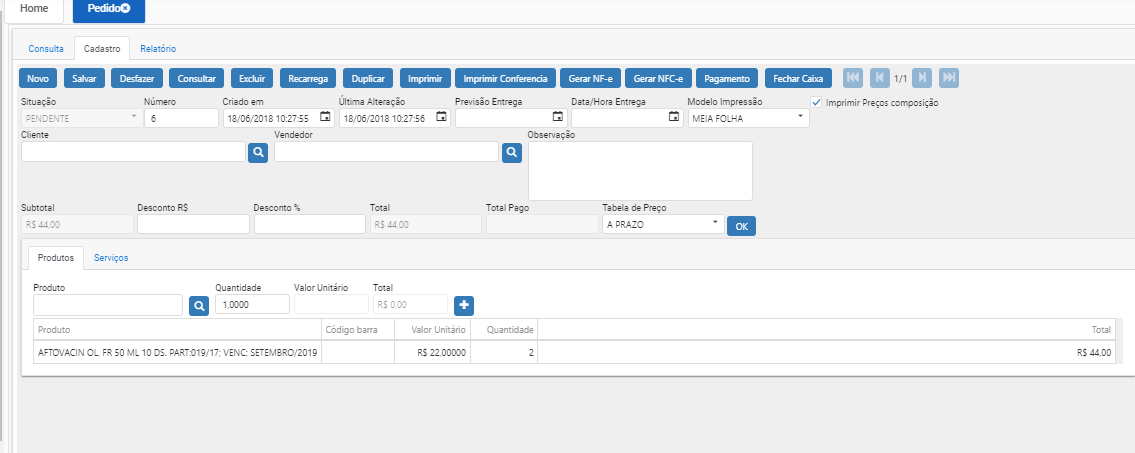 Home Pedido
Consulta Cadastro Relatório
Novo Salvar Desfazer Consultar Excluir Recarrega Duplicar Imprimir Imprimir Conferencia Gerar NF-e Gerar NFC-e Pagamento Fechar Caixa 1/1
Situação Número Criado em Última Alteração Previsão Entrega Data/Hora Entrega Modelo Impressão Imprimir Preços composição
PENDENTE 6 18/06/2018 10:27:55 18/06/2018 10:27:56 MEIA FOLHA
Cliente Vendedor Observação
Subtotal Desconto R$ Desconto % Total Total Pago Tabela de Preço
R$ 44,00 R$ 44,00 A PRAZO OK
Produtos Serviços
Produto Quantidade Valor Unitário Total
1,0000 R$ 0,00
Produto Código barra Valor Unitário Quantidade Total
AFTOVACIN OL. FR 50 ML 10 DS. PART:019/17; VENC: SETEMBRO/2019 R$ 22,00000 2 R$ 44,00